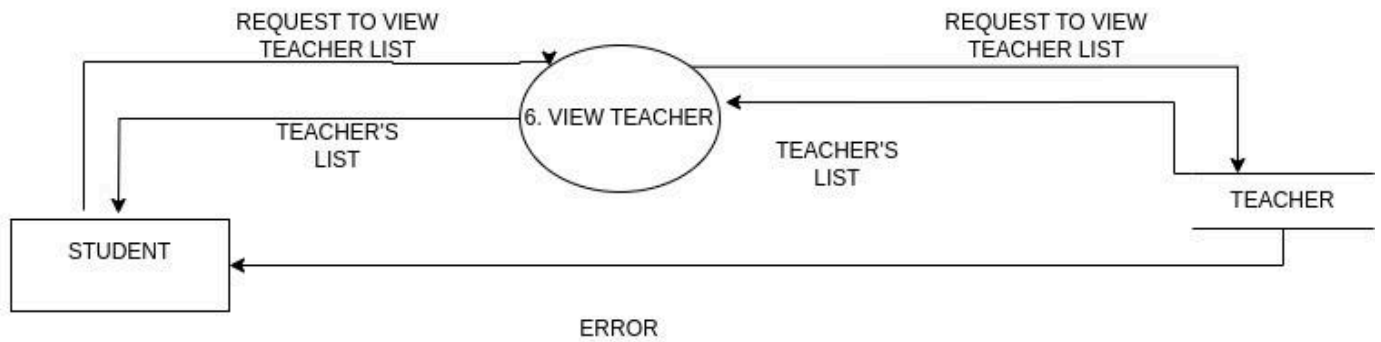 REQUEST TO VIEW
TEACHER LIST
REQUEST TO VIEW
TEACHER LIST
6. VIEW TEACHER
TEACHER'S
LIST
TEACHER'S
LIST
TEACHER
STUDENT
ERROR